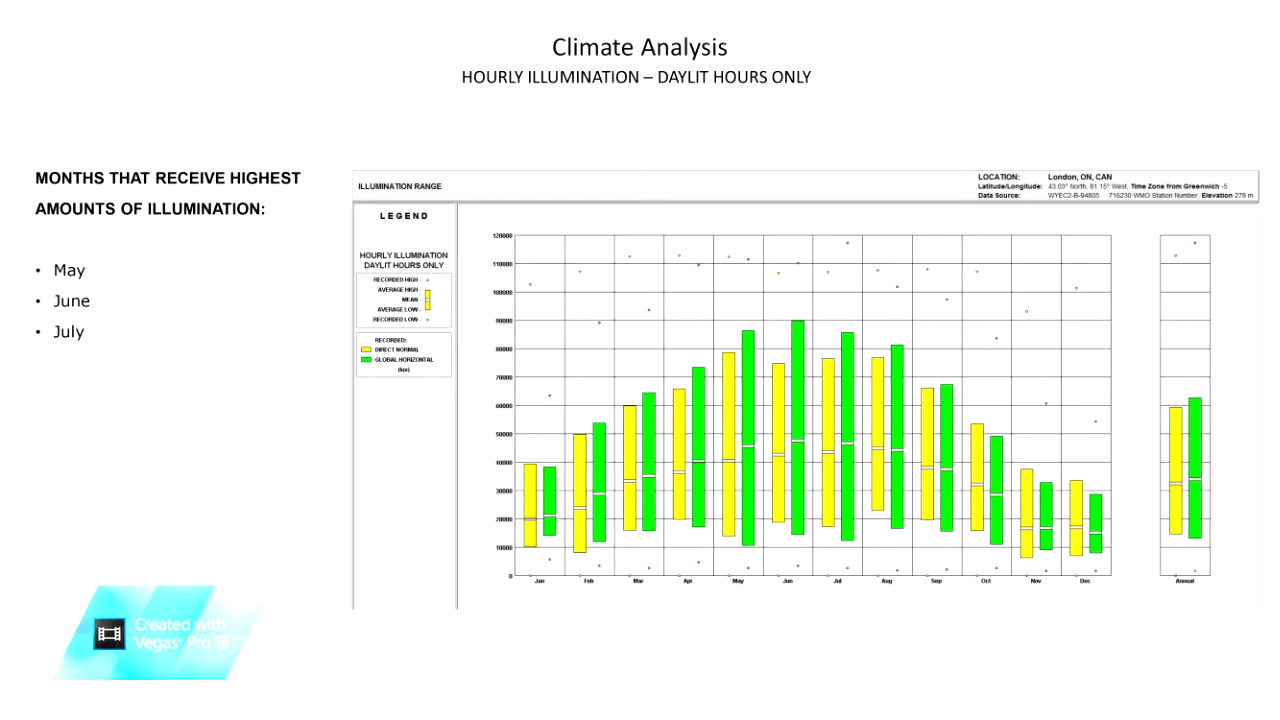 Climate Analysis
HOURLY ILLUMINATION – DAYLIT HOURS ONLY
MONTHS THAT RECEIVE HIGHEST
AMOUNTS OF ILLUMINATION:
• May
• June
• July
ILLUMINATION RANGE
LOCATION: London, ON, CAN
Latitude/Longitude: 43.03° North, 81.15° West, Time Zone from Greenwich -5
Data Source: WYEC2-B-94805 716230 WMO Station Number, Elevation 278 m
LEGEND
HOURLY ILLUMINATION
DAYLIT HOURS ONLY
RECORDED HIGH -
AVERAGE HIGH -
MEAN
AVERAGE LOW -
RECORDED LOW -
RECORDED:
DIRECT NORMAL
GLOBAL HORIZONTAL
(lux)
120000
110000
100000
90000
80000
70000
60000
50000
40000
30000
20000
10000
0
Jan Feb Mar Apr May Jun Jul Aug Sep Oct Nov Dec Annual
Created with
Vegas Pro 13